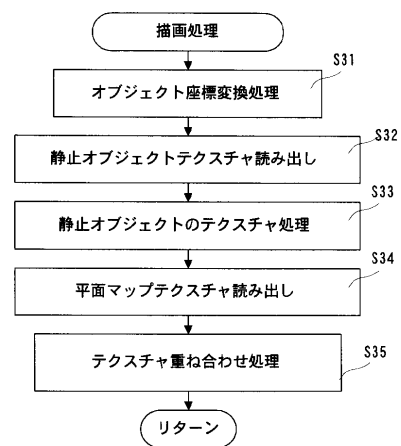 描画処理
S31
オブジェクト座標変換処理
S32
静止オブジェクトテクスチャ読み出し
S33
静止オブジェクトのテクスチャ処理
S34
平面マップテクスチャ読み出し
S35
テクスチャ重ね合わせ処理
リターン